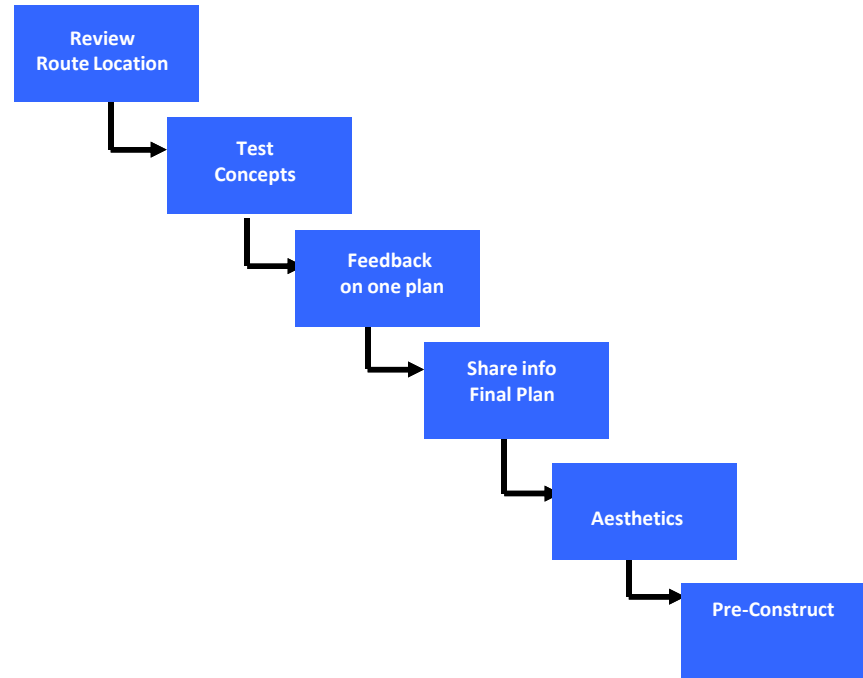 Review
Route Location
Test
Concepts
Feedback
on one plan
Share info
Final Plan
Aesthetics
Pre-Construct